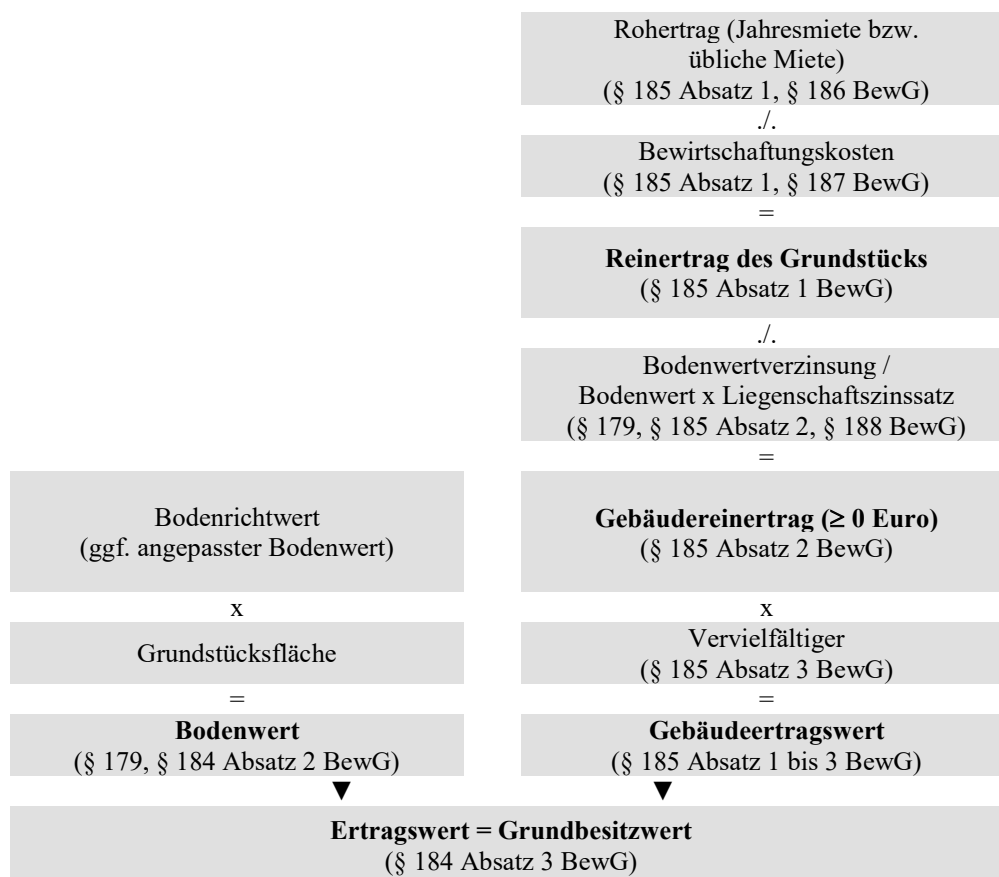 Rohertrag (Jahresmiete bzw.
übliche Miete)
(§ 185 Absatz 1, § 186 BewG)
./.
Bewirtschaftungskosten
(§ 185 Absatz 1, § 187 BewG)
=
Reinertrag des Grundstücks
(§ 185 Absatz 1 BewG)
./.
Bodenwertverzinsung /
Bodenwert x Liegenschaftszinssatz
(§ 179, § 185 Absatz 2, § 188 BewG)
=
Bodenrichtwert
(ggf. angepasster Bodenwert)
x
Grundstücksfläche
=
Bodenwert
(§ 179, § 184 Absatz 2 BewG)
▼
Gebäudereinertrag (≥ 0 Euro)
(§ 185 Absatz 2 BewG)
x
Vervielfältiger
(§ 185 Absatz 3 BewG)
=
Gebäudeertragswert
(§ 185 Absatz 1 bis 3 BewG)
▼
Ertragswert = Grundbesitzwert
(§ 184 Absatz 3 BewG)